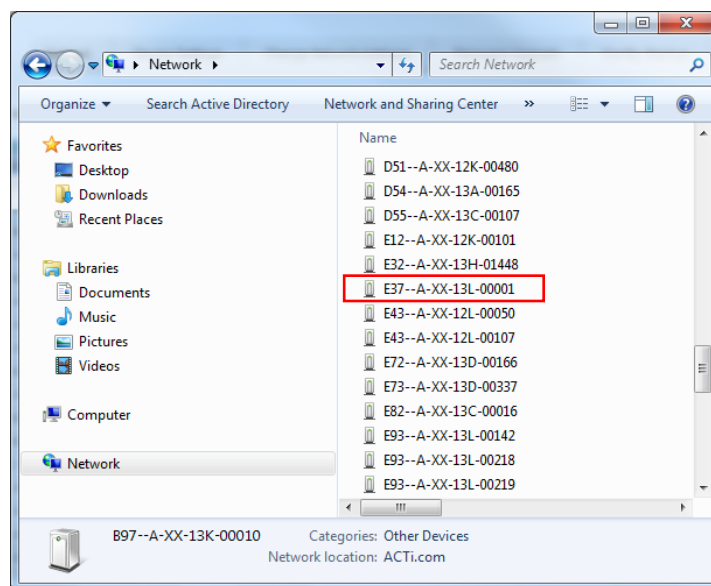 Network
Search Network
Organize Search Active Directory Network and Sharing Center »
Favorites
Desktop
Downloads
Recent Places
Libraries
Documents
Music
Pictures
Videos
Computer
Network
Name
D51--A-XX-12K-00480
D54--A-XX-13A-00165
D55--A-XX-13C-00107
E12--A-XX-12K-00101
E32--A-XX-13H-01448
E37--A-XX-13L-00001
E43--A-XX-12L-00050
E43--A-XX-12L-00107
E72--A-XX-13D-00166
E73--A-XX-13D-00337
E82--A-XX-13C-00016
E93--A-XX-13L-00142
E93--A-XX-13L-00218
E93--A-XX-13L-00219
B97--A-XX-13K-00010 Categories: Other Devices
Network location: ACTi.com